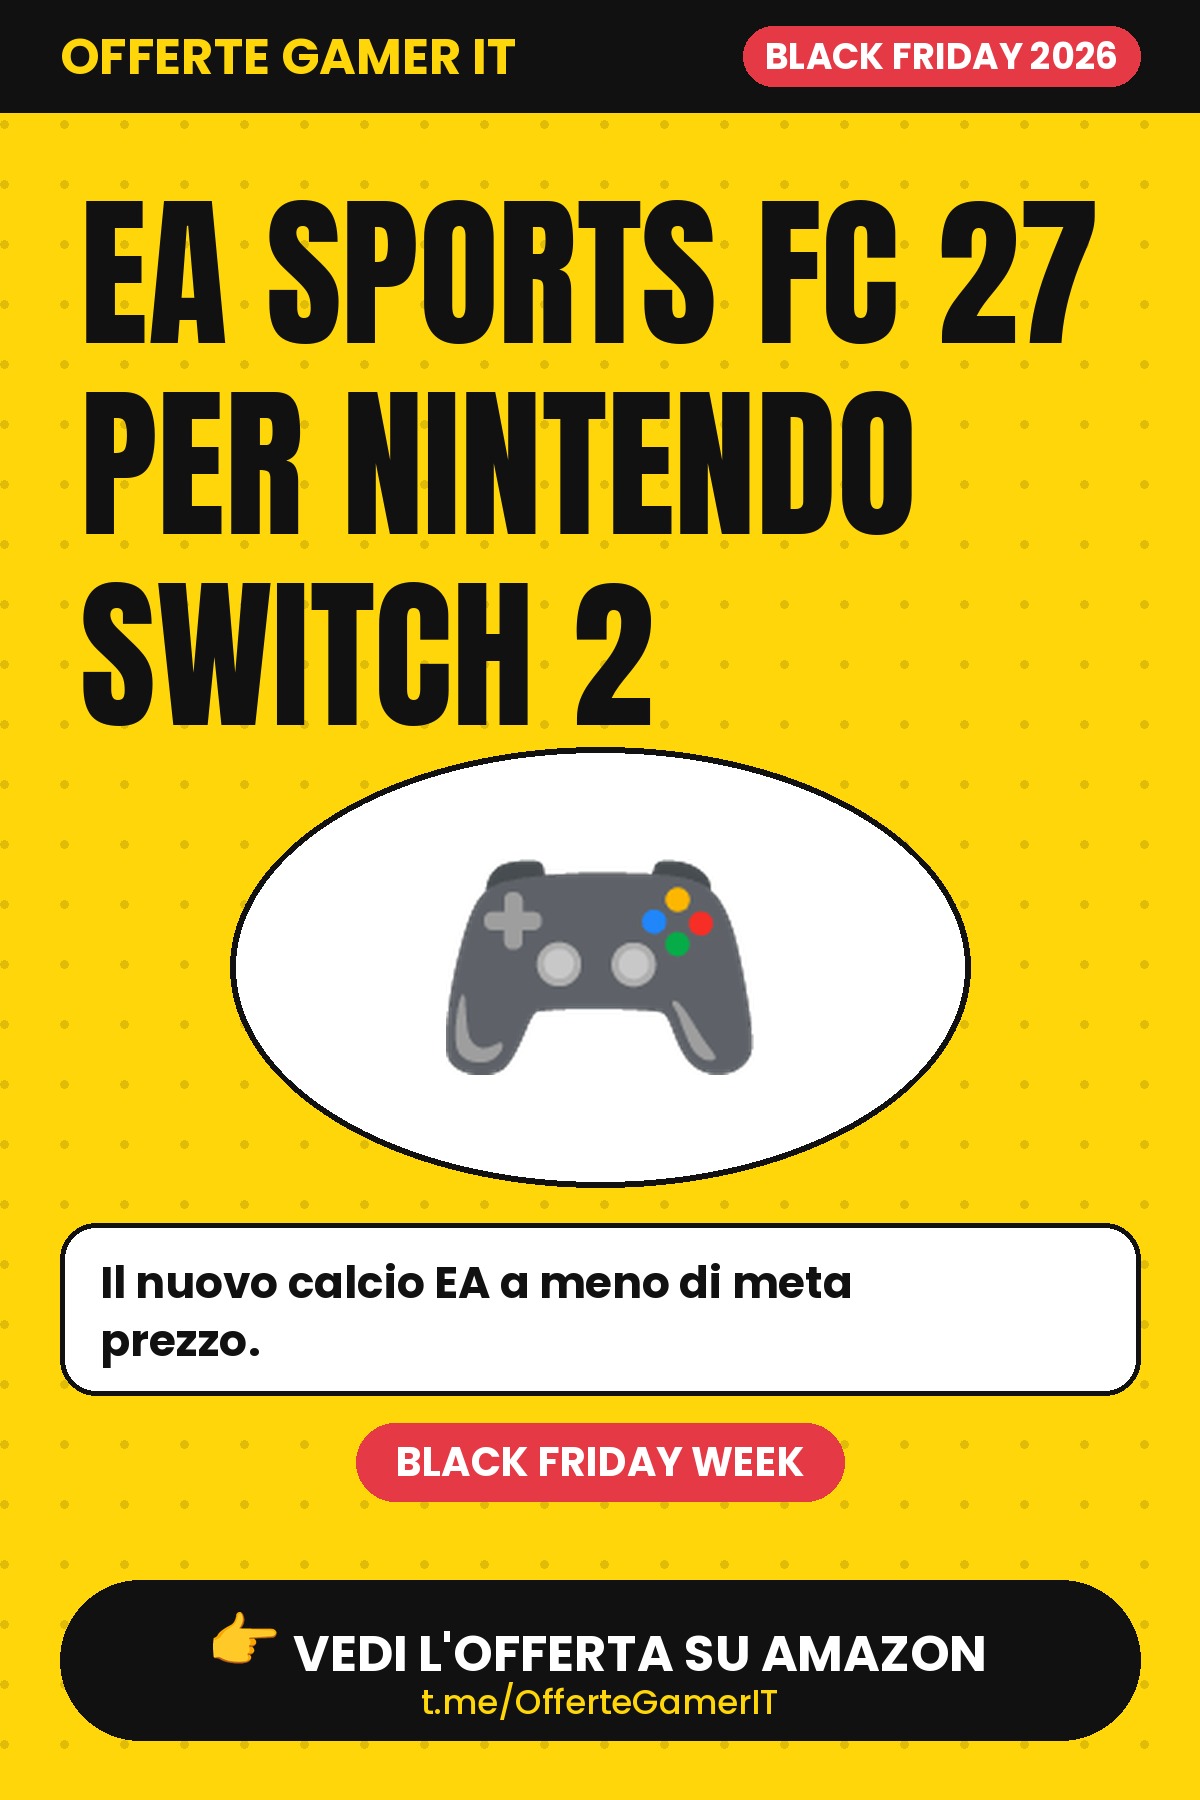 OFFERTE GAMER IT
BLACK FRIDAY 2026
EA SPORTS FC 27
PER NINTENDO
SWITCH 2
Il nuovo calcio EA a meno di meta
prezzo.
BLACK FRIDAY WEEK
VEDI L'OFFERTA SU AMAZON
t.me/OfferteGamerIT